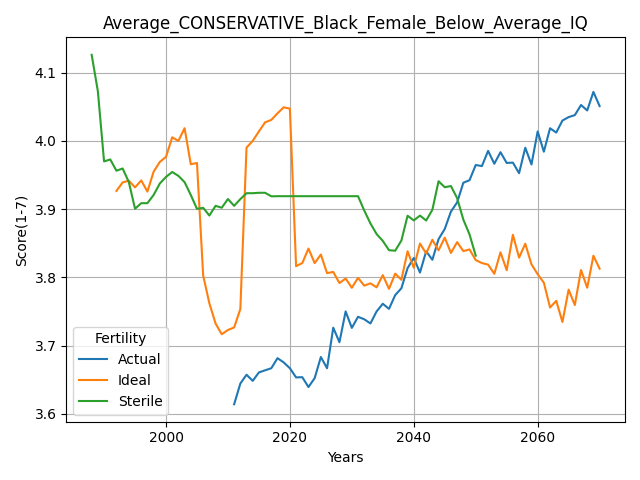 Average_CONSERVATIVE_Black_Female_Below_Average_IQ
Score(1-7)
4.1
4.0
3.9
3.8
3.7
3.6
Fertility
Actual
Ideal
Sterile
2000
2020
2040
2060
Years